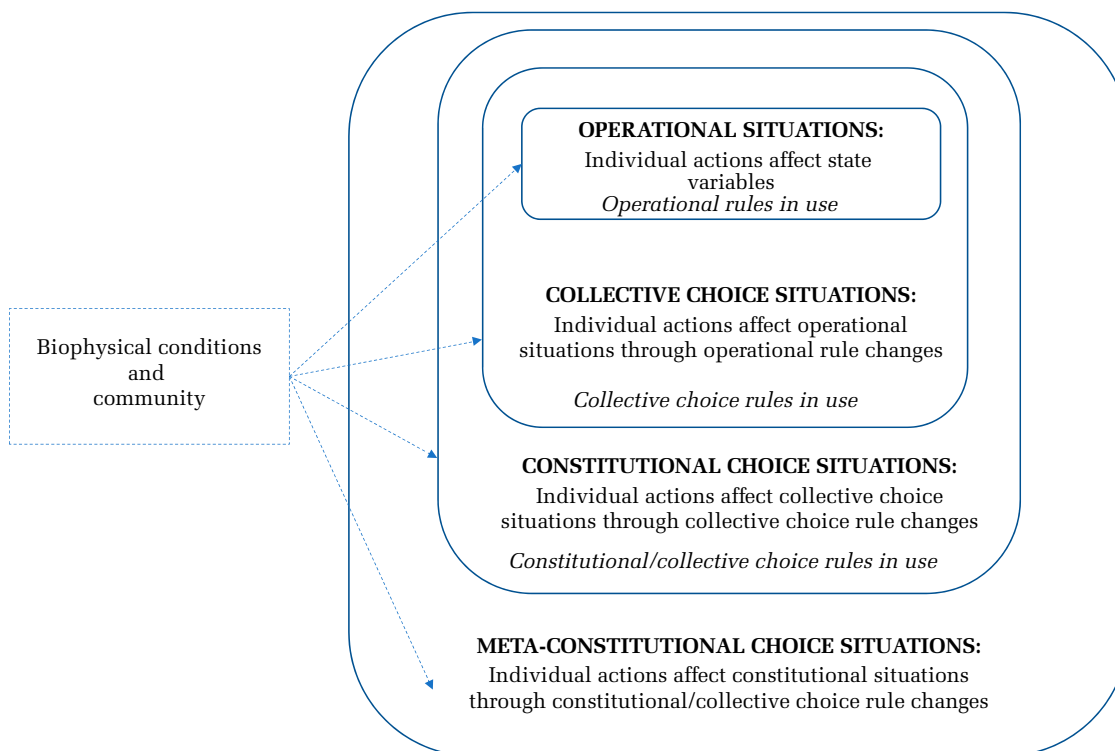 OPERATIONAL SITUATIONS:
Individual actions affect state
variables
Operational rules in use
COLLECTIVE CHOICE SITUATIONS:
Individual actions affect operational
situations through operational rule changes
Collective choice rules in use
Biophysical conditions
and
community
CONSTITUTIONAL CHOICE SITUATIONS:
Individual actions affect collective choice
situations through collective choice rule changes
Constitutional/collective choice rules in use
META-CONSTITUTIONAL CHOICE SITUATIONS:
Individual actions affect constitutional situations
through constitutional/collective choice rule changes